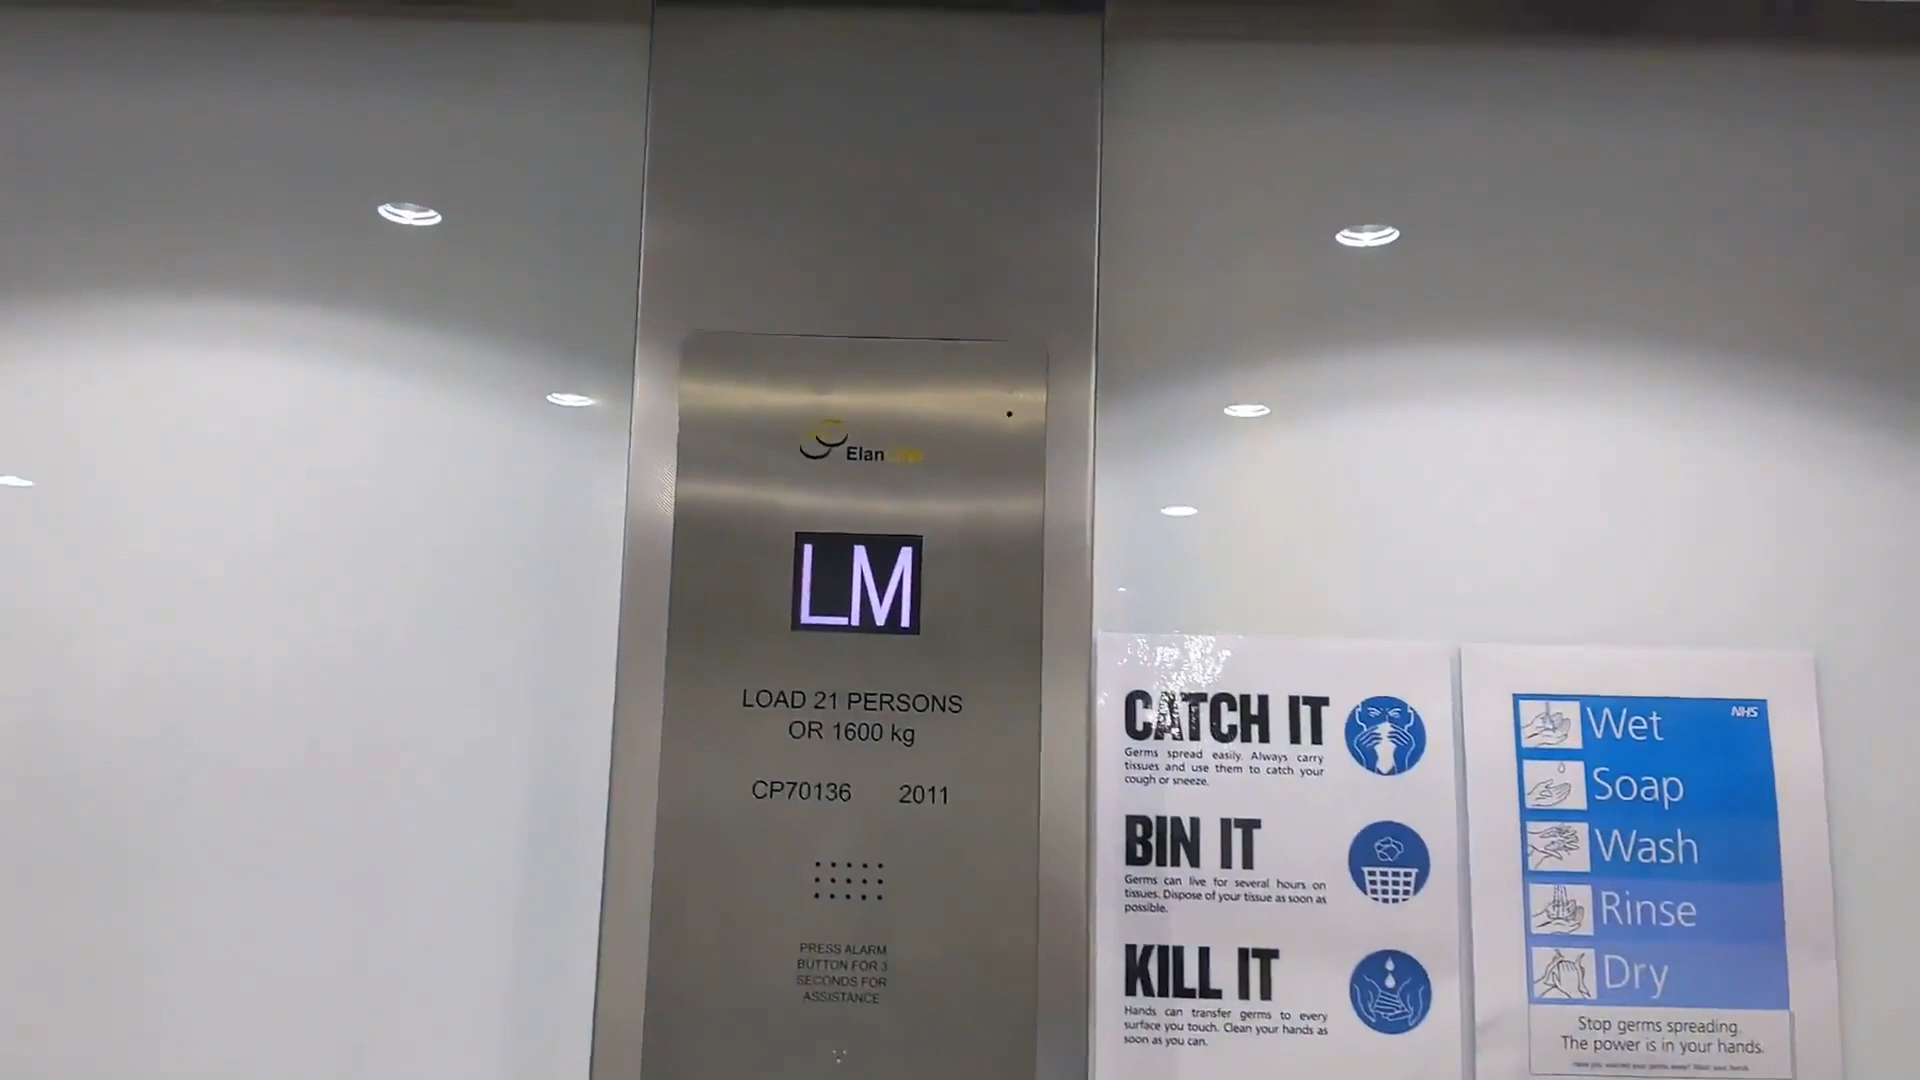 Elan
LM
LOAD 21 PERSONS
OR 1600 kg
CP70136 2011
PRESS ALARM
BUTTON FOR 3
SECONDS FOR
ASSISTANCE
CATCH IT
Germs spread easily. Always carry
tissues and use them to catch your
cough or sneeze.
BIN IT
Germs can live for several hours on
tissues. Dispose of your tissue as soon as
possible.
KILL IT
Hands can transfer germs to every
surface you touch. Clean your hands as
soon as you can.
NHS
Wet
Soap
Wash
Rinse
Dry
Stop germs spreading.
The power is in your hands.